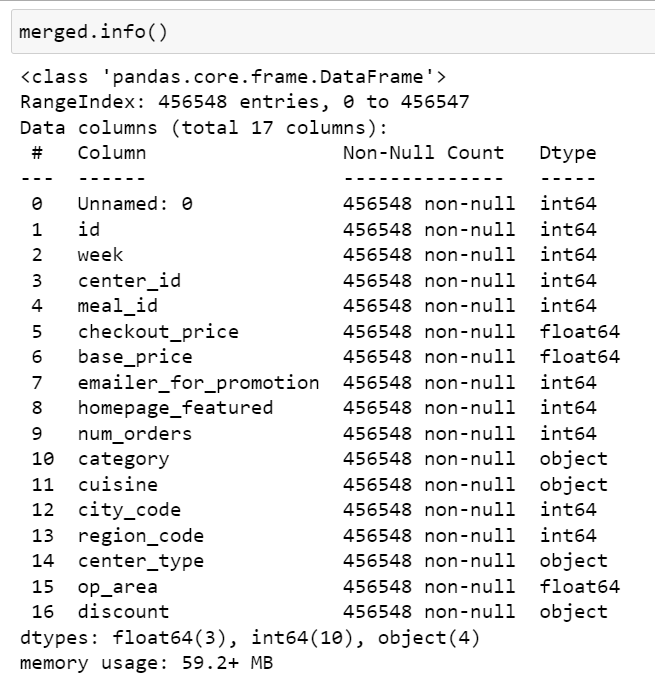 merged.info()
<class 'pandas.core.frame.DataFrame'>
RangeIndex: 456548 entries, 0 to 456547
Data columns (total 17 columns):
 #   Column                 Non-Null Count   Dtype
---  ------                 --------------   -----
 0   Unnamed: 0             456548 non-null  int64
 1   id                     456548 non-null  int64
 2   week                   456548 non-null  int64
 3   center_id              456548 non-null  int64
 4   meal_id                456548 non-null  int64
 5   checkout_price         456548 non-null  float64
 6   base_price             456548 non-null  float64
 7   emailer_for_promotion  456548 non-null  int64
 8   homepage_featured      456548 non-null  int64
 9   num_orders             456548 non-null  int64
 10  category               456548 non-null  object
 11  cuisine                456548 non-null  object
 12  city_code              456548 non-null  int64
 13  region_code            456548 non-null  int64
 14  center_type            456548 non-null  object
 15  op_area                456548 non-null  float64
 16  discount               456548 non-null  object
dtypes: float64(3), int64(10), object(4)
memory usage: 59.2+ MB